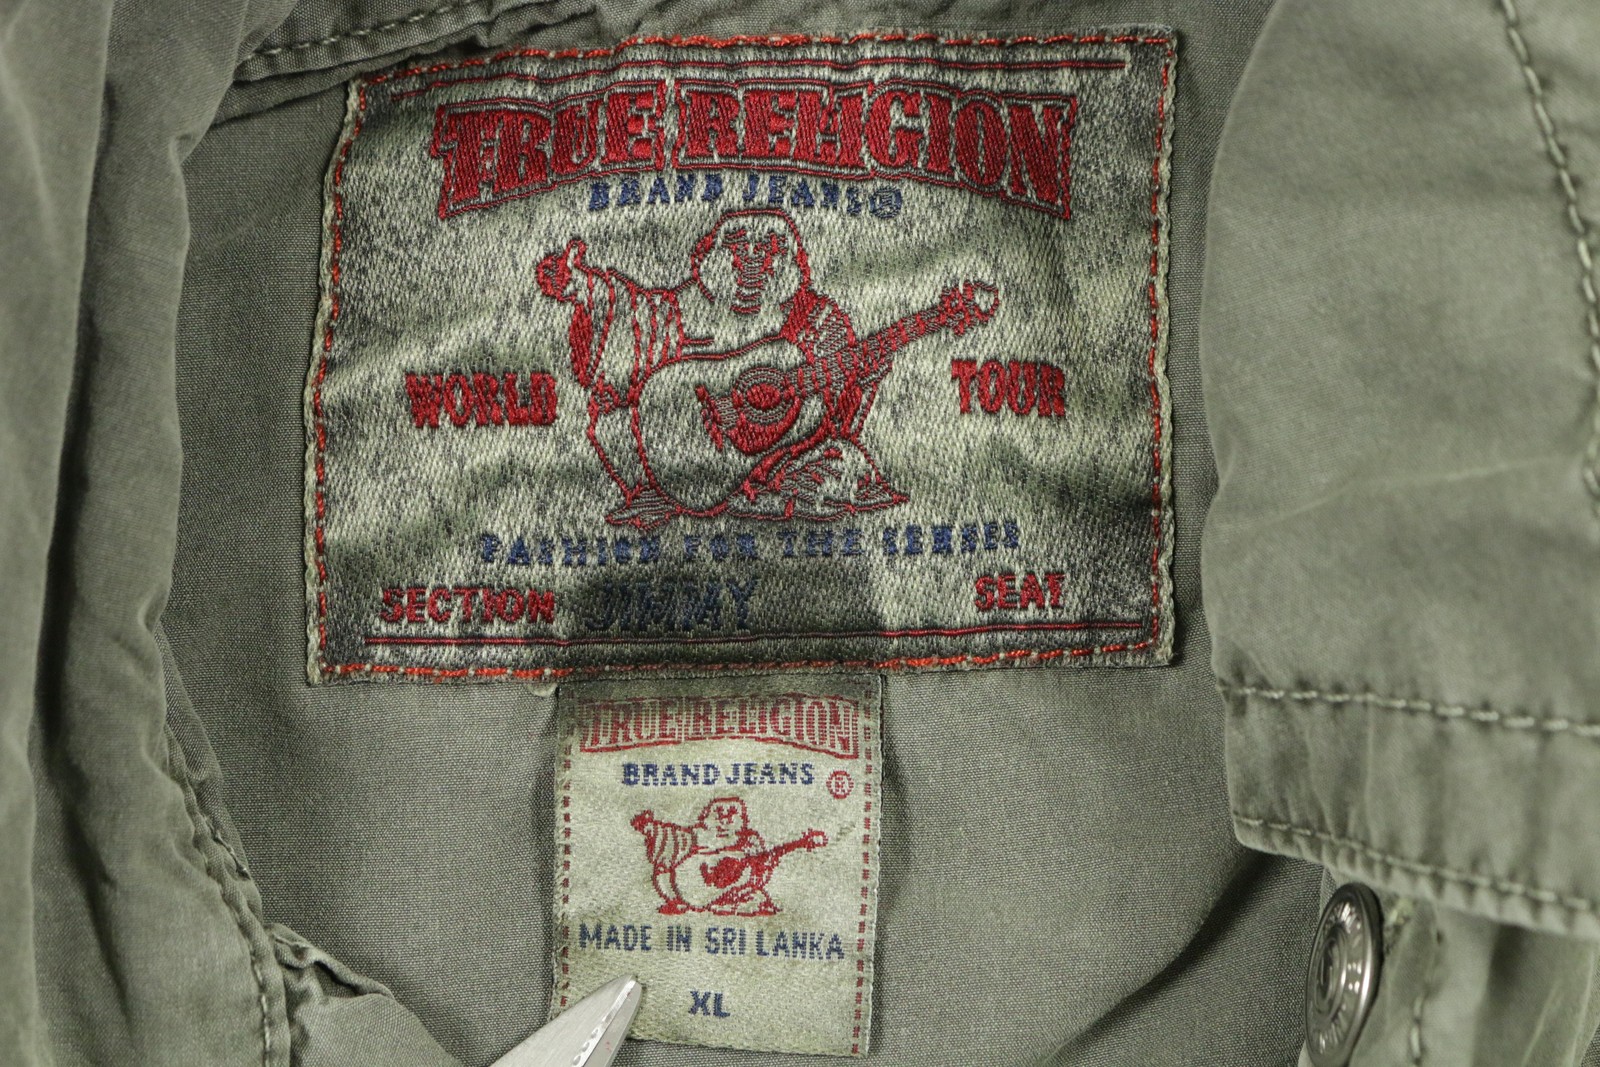 TRUE RELIGION
BRAND JEANS®
WORLD TOUR
FASHION FOR THE SENSES
SECTION JIMMY SEAT
TRUE RELIGION
BRAND JEANS ®
MADE IN SRI LANKA
XL